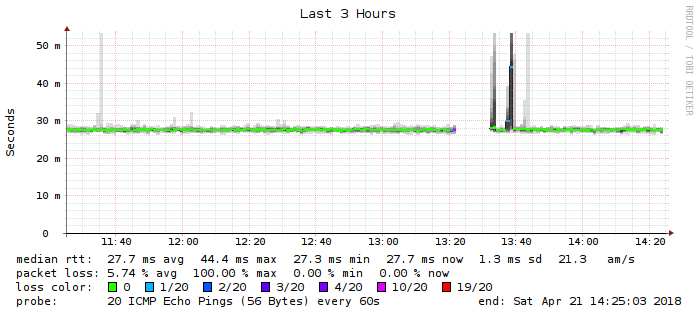 Last 3 Hours
RRDTOOL / TOBI OETIKER
Seconds
50 m
40 m
30 m
20 m
10 m
0
11:40 12:00 12:20 12:40 13:00 13:20 13:40 14:00 14:20
median rtt: 27.7 ms avg 44.4 ms max 27.3 ms min 27.7 ms now 1.3 ms sd 21.3 am/s
packet loss: 5.74 % avg 100.00 % max 0.00 % min 0.00 % now
loss color: 0 1/20 2/20 3/20 4/20 10/20 19/20
probe: 20 ICMP Echo Pings (56 Bytes) every 60s end: Sat Apr 21 14:25:03 2018